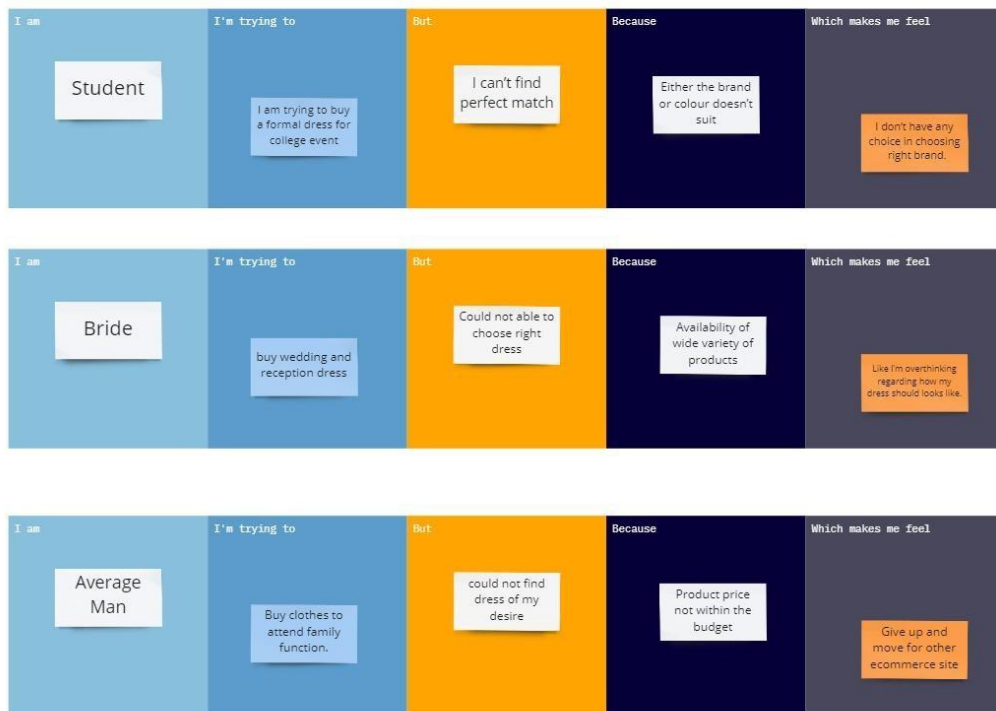 I am
I'm trying to
But
Because
Which makes me feel
Student
I am trying to buy
a formal dress for
college event
I can't find
perfect match
Either the brand
or colour doesn't
suit
I don't have any
choice in choosing
right brand.
I am
I'm trying to
But
Because
Which makes me feel
Bride
buy wedding and
reception dress
Could not able to
choose right
dress
Availability of
wide variety of
products
Like I'm overthinking
regarding how my
dress should looks like.
I am
I'm trying to
But
Because
Which makes me feel
Average
Man
Buy clothes to
attend family
function.
could not find
dress of my
desire
Product price
not within the
budget
Give up and
move for other
ecommerce site